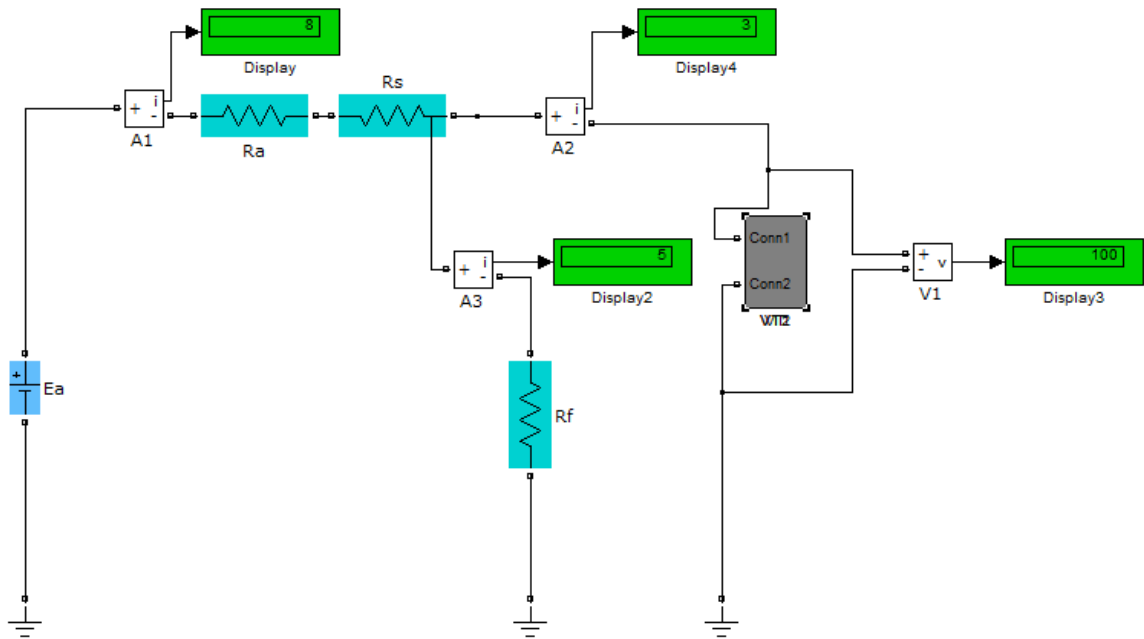 8
Display
3
Display4
Rs
+ i -
A1
Ra
+ i -
A2
Conn1
Conn2
+ i -
A3
5
Display2
+ - v
V1
100
Display3
+
Ea
Rf